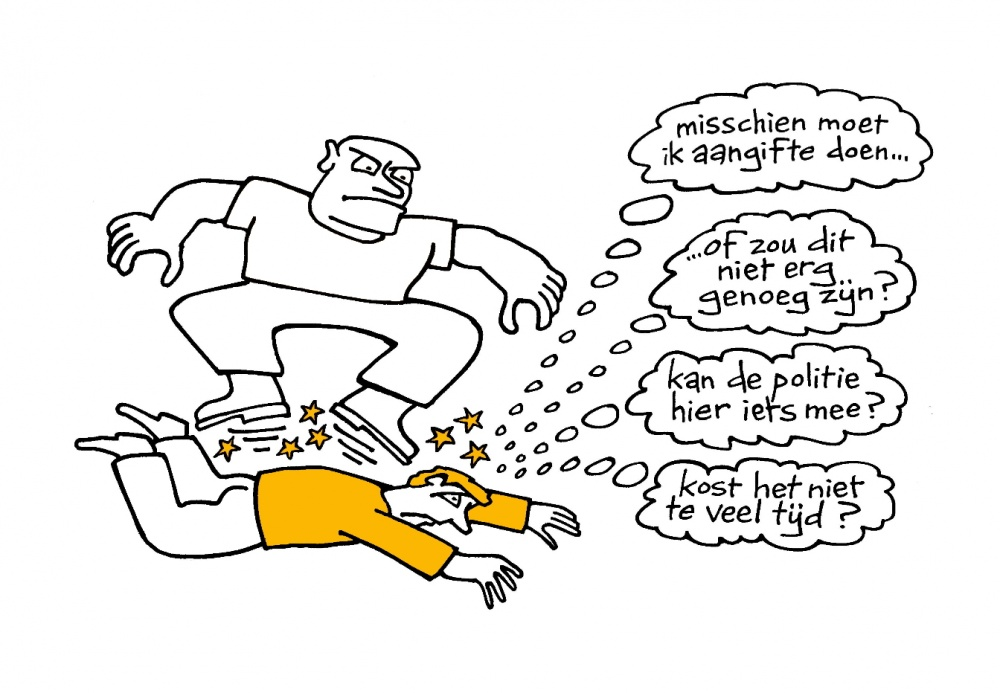 misschien moet
ik aangifte doen...
...of zou dit
niet erg
genoeg zijn?
kan de politie
hier iets mee?
kost het niet
te veel tijd?